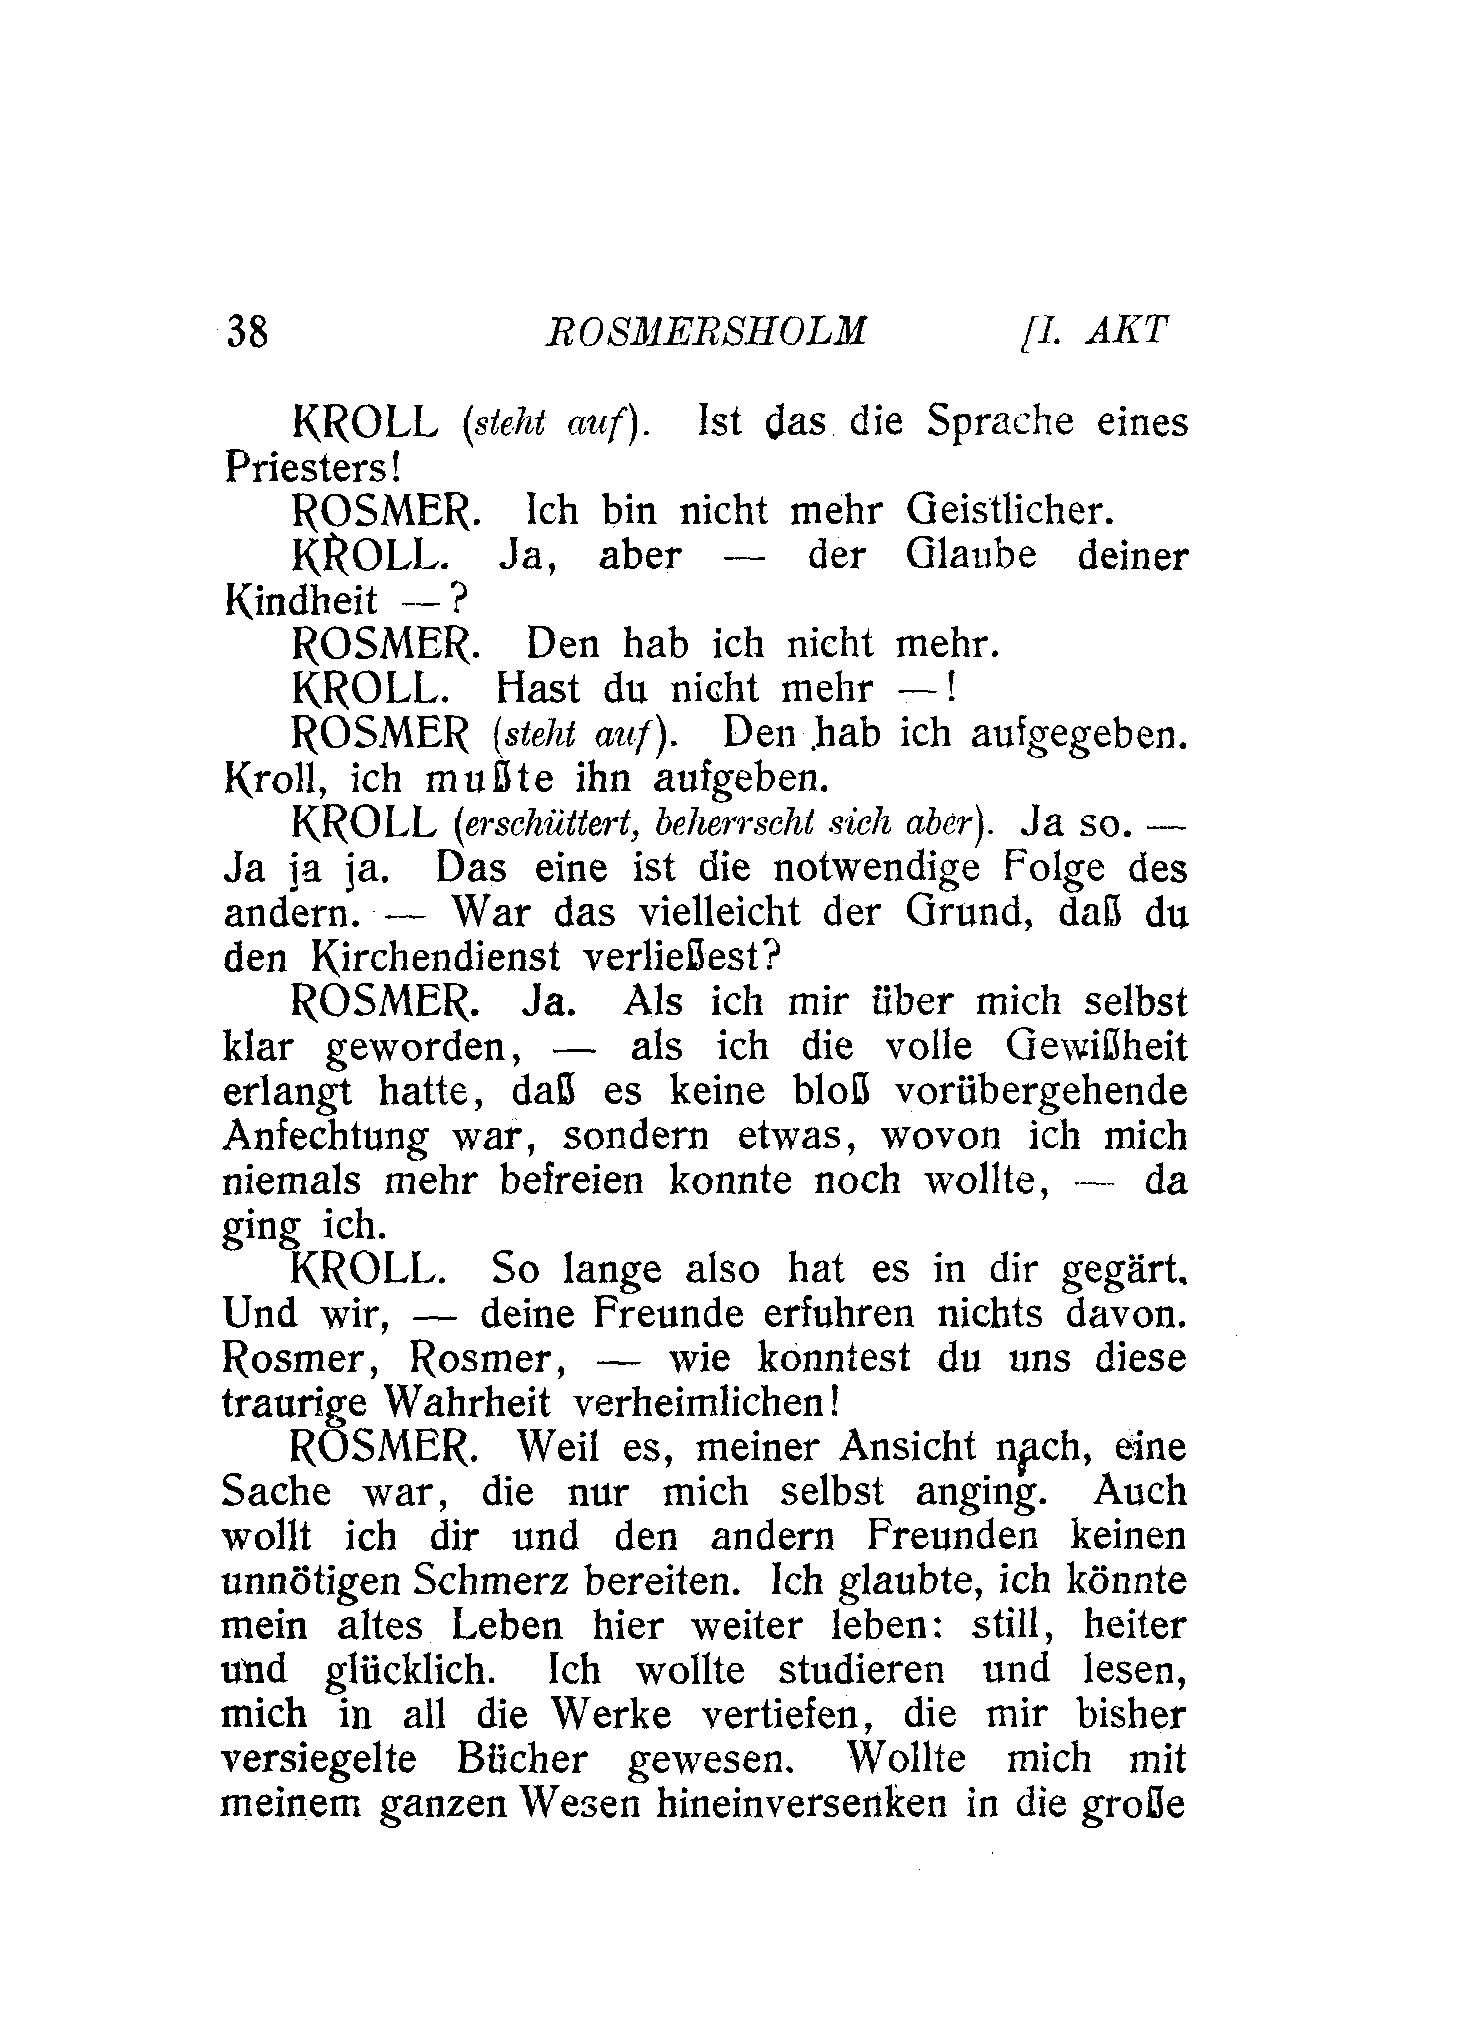 38 ROSMERSHOLM [I. AKT
KROLL (steht auf). Ist das die Sprache eines
Priesters!
ROSMER. Ich bin nicht mehr Geistlicher.
KROLL. Ja, aber — der Glaube deiner
Kindheit — ?
ROSMER. Den hab ich nicht mehr.
KROLL. Hast du nicht mehr — !
ROSMER (steht auf). Den hab ich aufgegeben.
Kroll, ich mußte ihn aufgeben.
KROLL (erschüttert, beherrscht sich aber). Ja so. —
Ja ja ja. Das eine ist die notwendige Folge des
andern. — War das vielleicht der Grund, daß du
den Kirchendienst verließest?
ROSMER. Ja. Als ich mir über mich selbst
klar geworden, — als ich die volle Gewißheit
erlangt hatte, daß es keine bloß vorübergehende
Anfechtung war, sondern etwas, wovon ich mich
niemals mehr befreien konnte noch wollte, — da
ging ich.
KROLL. So lange also hat es in dir gegärt.
Und wir, — deine Freunde erfuhren nichts davon.
Rosmer, Rosmer, — wie konntest du uns diese
traurige Wahrheit verheimlichen!
ROSMER. Weil es, meiner Ansicht nach, eine
Sache war, die nur mich selbst anging. Auch
wollt ich dir und den andern Freunden keinen
unnötigen Schmerz bereiten. Ich glaubte, ich könnte
mein altes Leben hier weiter leben: still, heiter
und glücklich. Ich wollte studieren und lesen,
mich in all die Werke vertiefen, die mir bisher
versiegelte Bücher gewesen. Wollte mich mit
meinem ganzen Wesen hineinversenken in die große